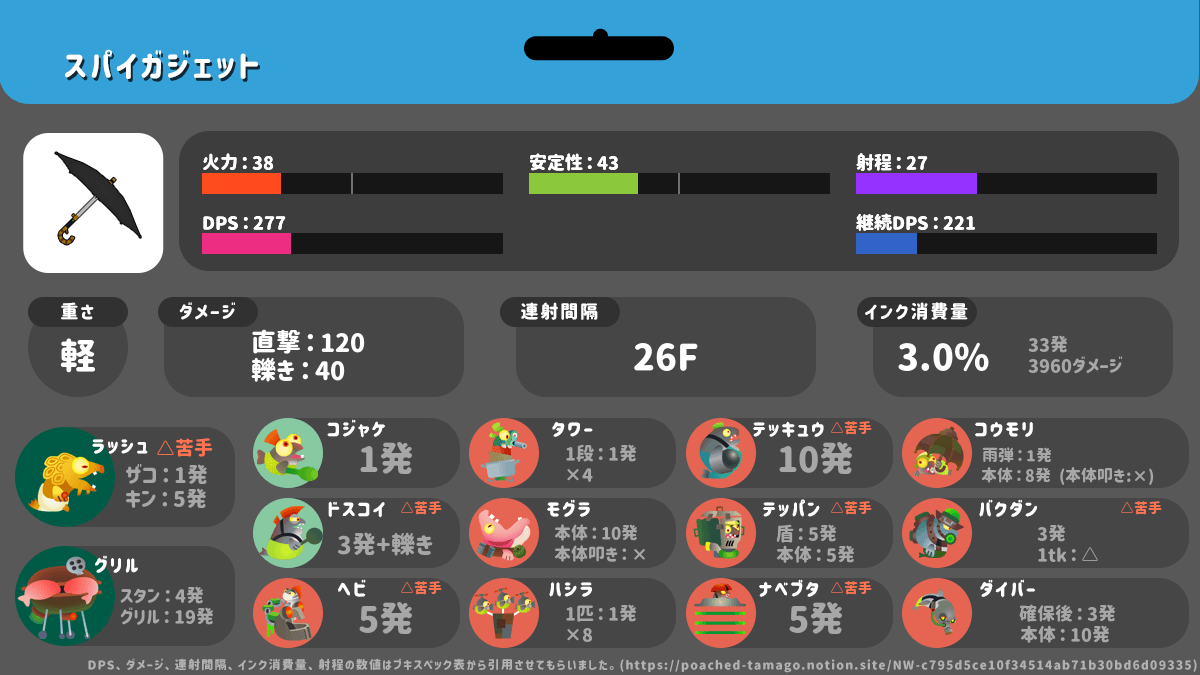 スパイガジェット
火力：38
安定性：43
射程：27
DPS：277
継続DPS：221
重さ
軽
ダメージ
直撃：120
轢き：40
連射間隔
26F
インク消費量
3.0%
33発
3960ダメージ
ラッシュ △苦手
ザコ：1発
キン：5発
グリル
スタン：4発
グリル：19発
コジャケ
1発
ドスコイ △苦手
3発+轢き
ヘビ △苦手
5発
タワー
1段：1発
×4
モグラ
本体：10発
本体叩き：×
ハシラ
1匹：1発
×8
テッキュウ △苦手
10発
テッパン △苦手
盾：5発
本体：5発
ナベブタ △苦手
5発
コウモリ
雨弾：1発
本体：8発 (本体叩き:×)
バクダン △苦手
3発
1tk：△
ダイバー
確保後：3発
本体：10発
DPS、ダメージ、連射間隔、インク消費量、射程の数値はブキスペック表から引用させてもらいました。(https://poached-tamago.notion.site/NW-c795d5ce10f34514ab71b30bd6d09335)